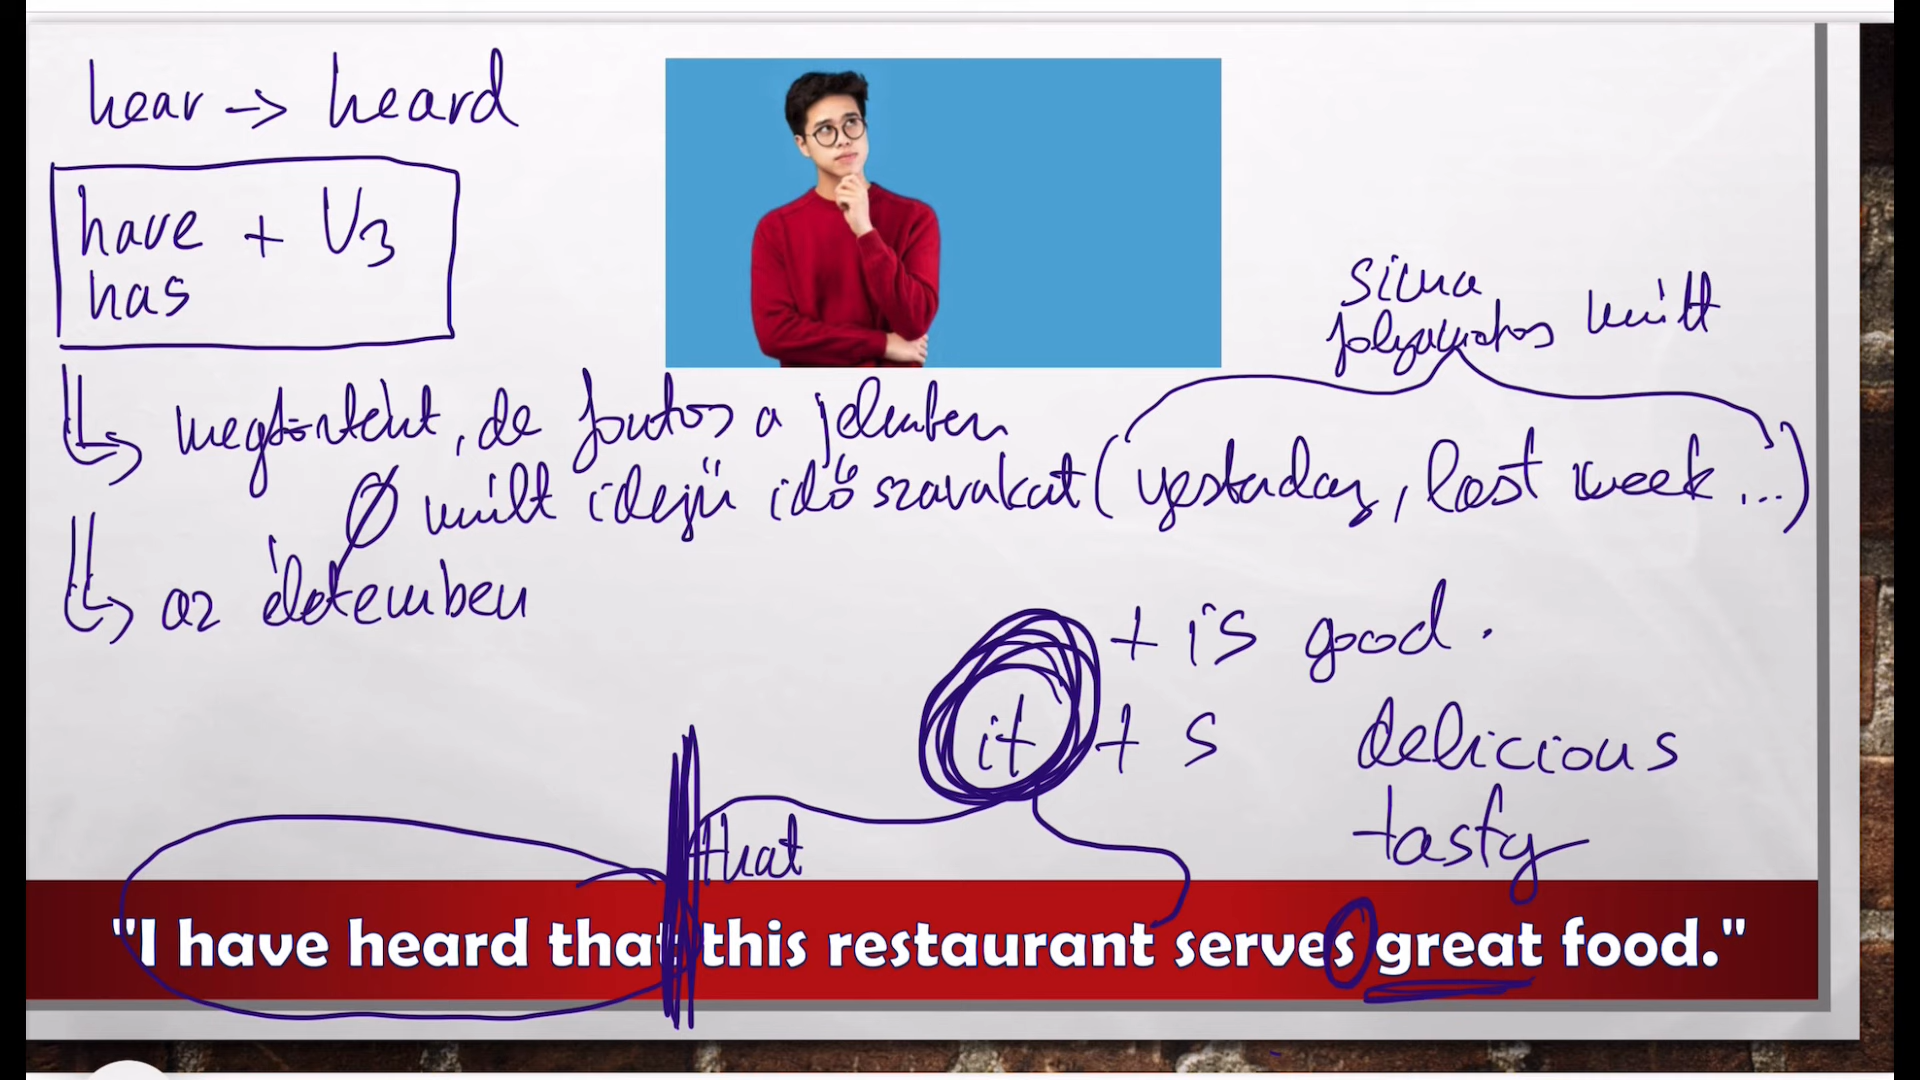 hear → heard
have + V3
has
sima
folyamatos múlt
↳ megtörtént, de fontos a jelenben
Ø múlt idejű idő szavakat (yesterday, last week ...)
↳ az életemben
+ is good.
it + s delicious
tasty
that
"I have heard that this restaurant serves great food."